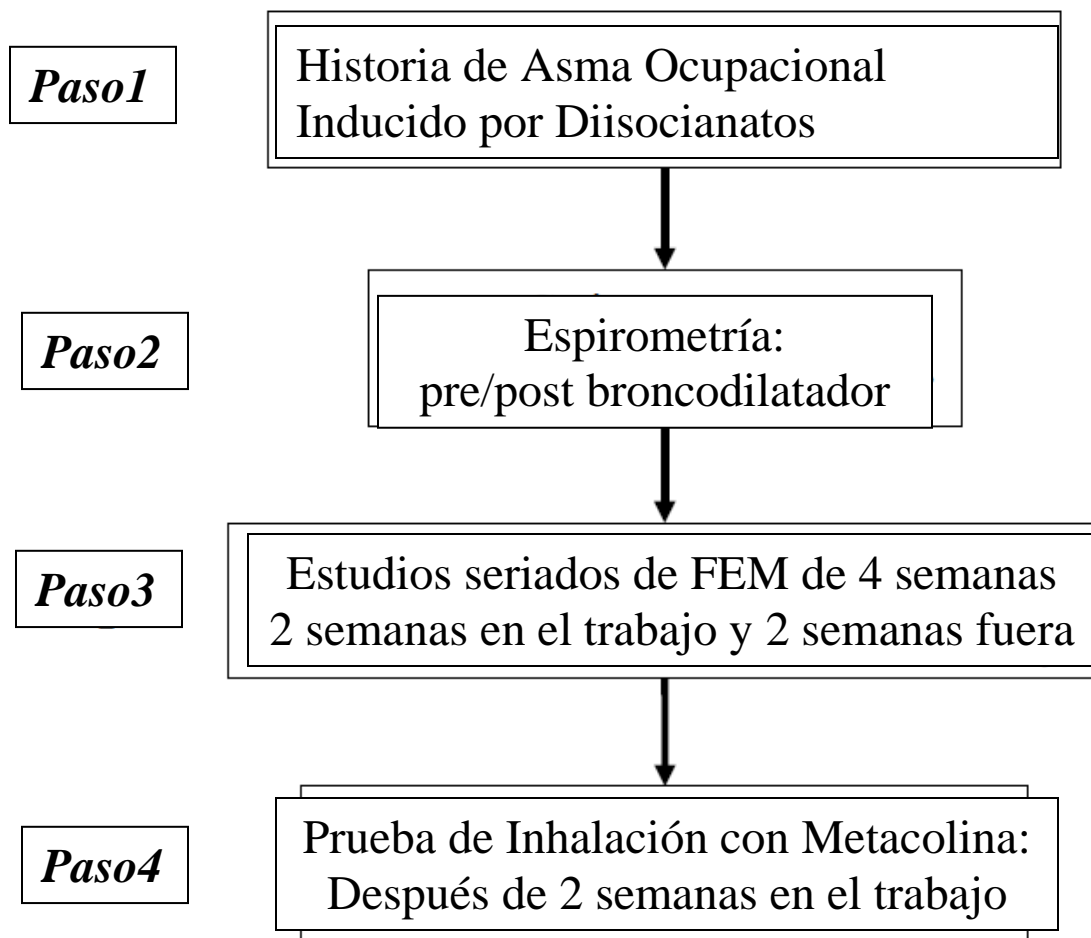 Paso1
Historia de Asma Ocupacional
Inducido por Diisocianatos
Paso2
Espirometría:
pre/post broncodilatador
Paso3
Estudios seriados de FEM de 4 semanas
2 semanas en el trabajo y 2 semanas fuera
Paso4
Prueba de Inhalación con Metacolina:
Después de 2 semanas en el trabajo